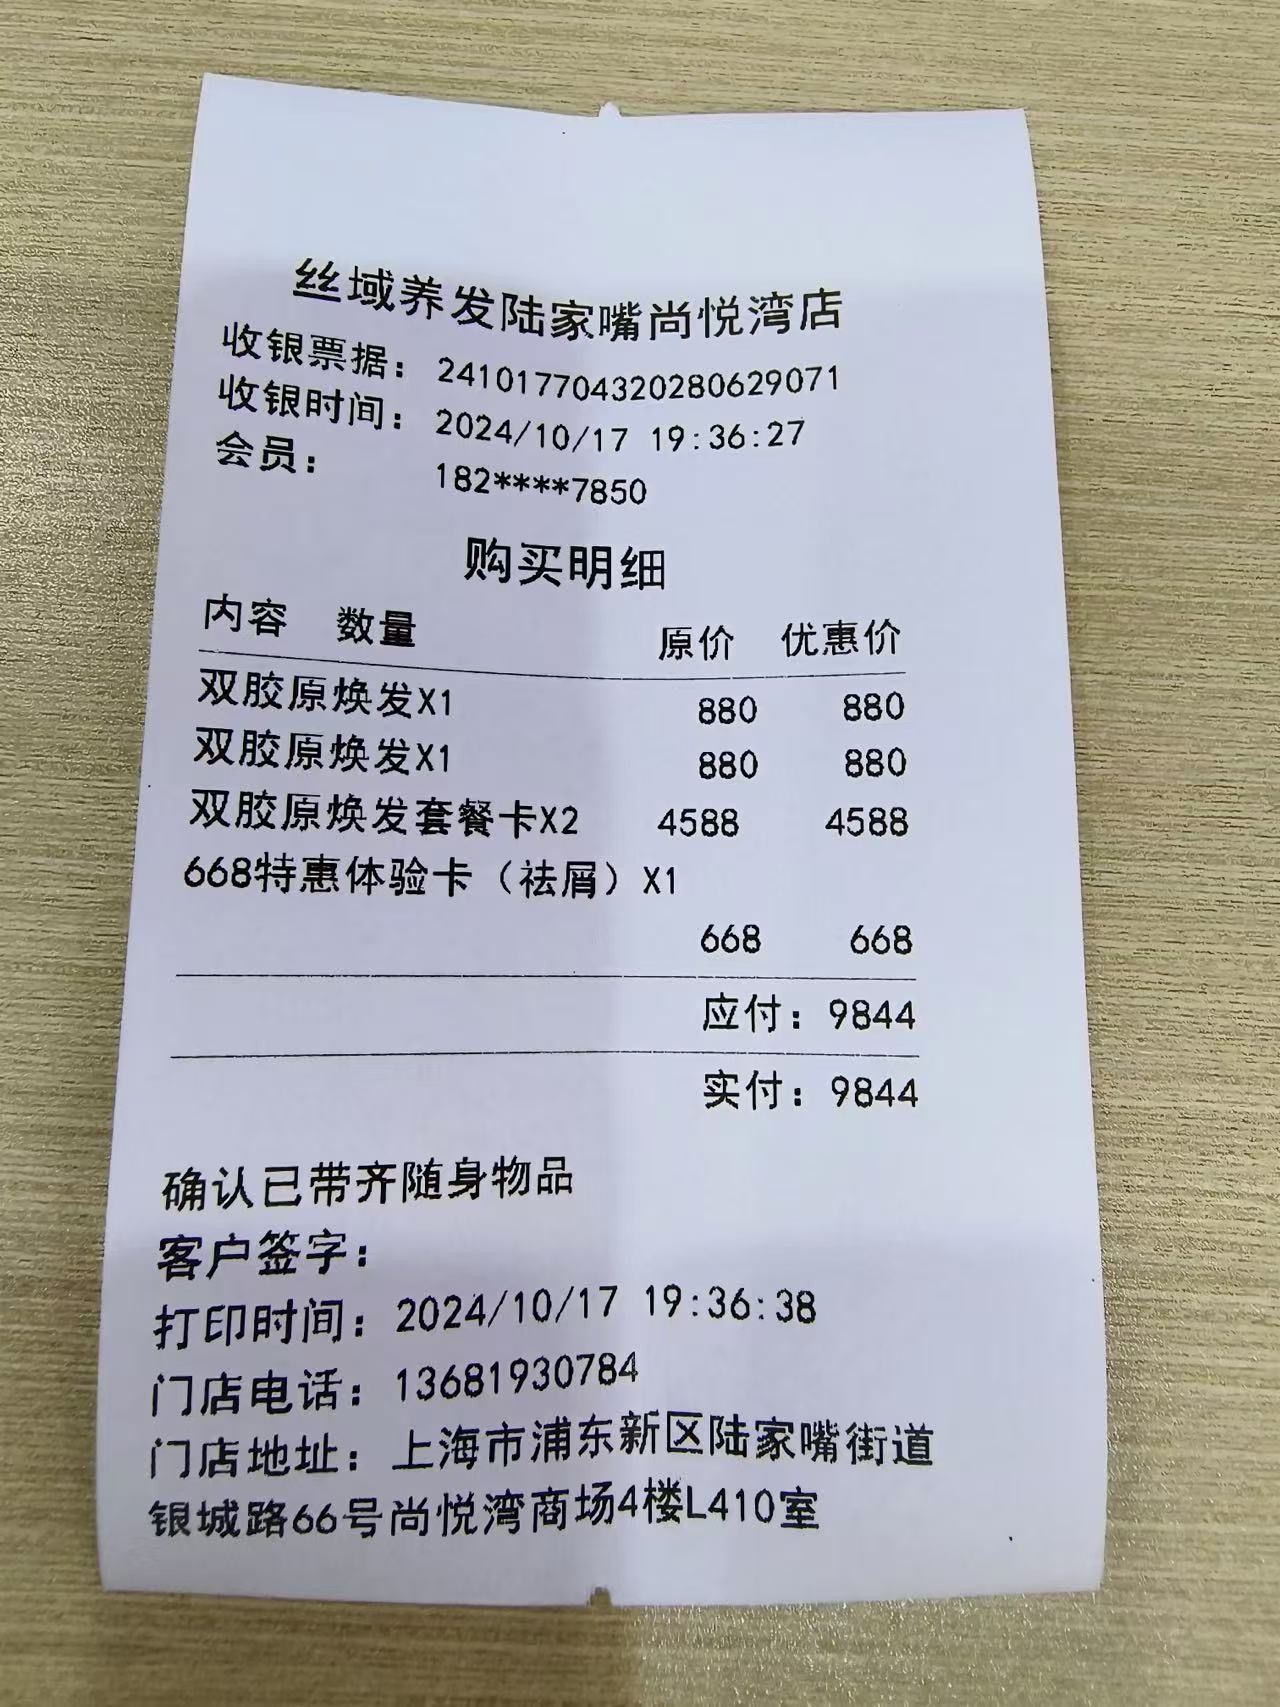 丝域养发陆家嘴尚悦湾店
收银票据：241017704320280629071
收银时间：2024/10/17 19:36:27
会员：182****7850
购买明细
内容 数量 原价 优惠价
双胶原焕发X1 880 880
双胶原焕发X1 880 880
双胶原焕发套餐卡X2 4588 4588
668特惠体验卡（祛屑）X1
668 668
应付：9844
实付：9844
确认已带齐随身物品
客户签字：
打印时间：2024/10/17 19:36:38
门店电话：13681930784
门店地址：上海市浦东新区陆家嘴街道
银城路66号尚悦湾商场4楼L410室